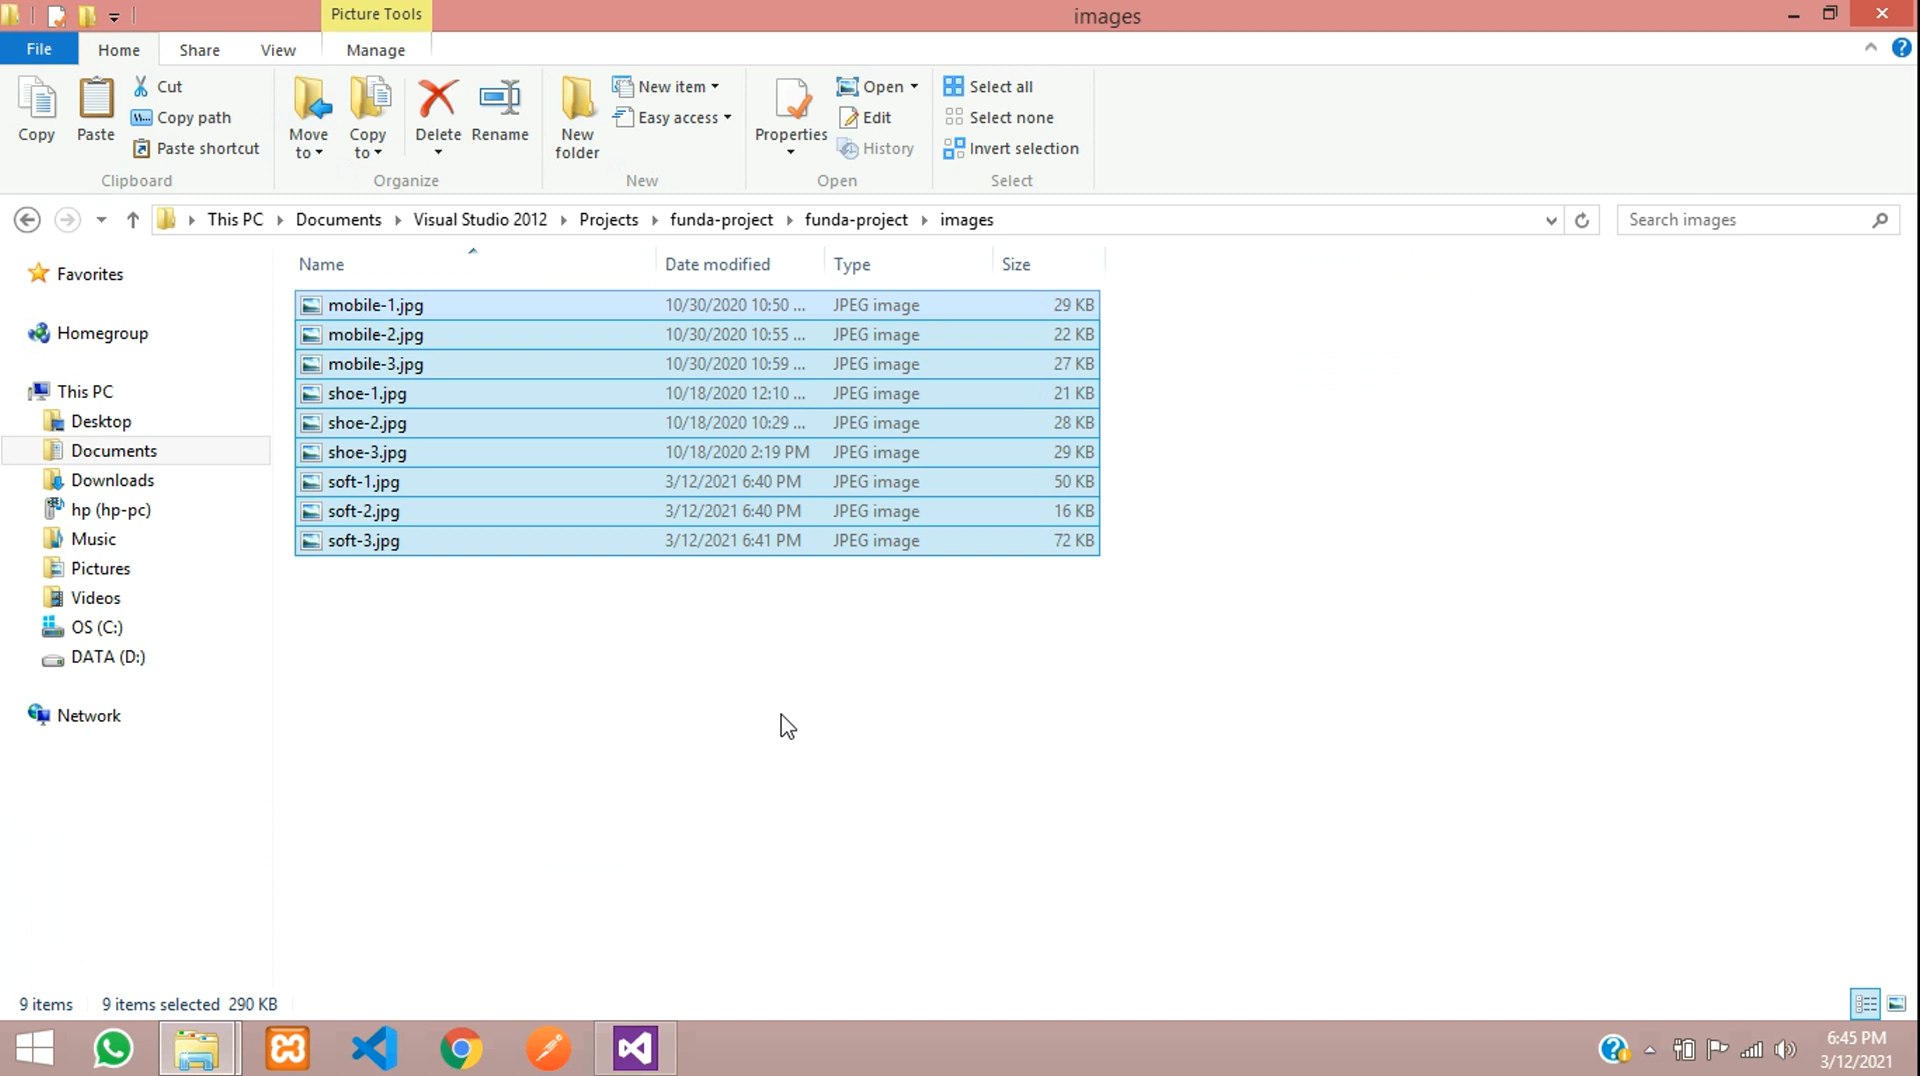 Picture Tools
images
File Home Share View Manage
Copy
Paste
Cut
Copy path
Paste shortcut
Clipboard
Move to
Copy to
Delete
Rename
Organize
New folder
New item
Easy access
New
Properties
Open
Edit
History
Open
Select all
Select none
Invert selection
Select
This PC Documents Visual Studio 2012 Projects funda-project funda-project images
Search images
Favorites
Homegroup
This PC
Desktop
Documents
Downloads
hp (hp-pc)
Music
Pictures
Videos
OS (C:)
DATA (D:)
Network
Name Date modified Type Size
mobile-1.jpg 10/30/2020 10:50 ... JPEG image 29 KB
mobile-2.jpg 10/30/2020 10:55 ... JPEG image 22 KB
mobile-3.jpg 10/30/2020 10:59 ... JPEG image 27 KB
shoe-1.jpg 10/18/2020 12:10 ... JPEG image 21 KB
shoe-2.jpg 10/18/2020 10:29 ... JPEG image 28 KB
shoe-3.jpg 10/18/2020 2:19 PM JPEG image 29 KB
soft-1.jpg 3/12/2021 6:40 PM JPEG image 50 KB
soft-2.jpg 3/12/2021 6:40 PM JPEG image 16 KB
soft-3.jpg 3/12/2021 6:41 PM JPEG image 72 KB
9 items 9 items selected 290 KB
6:45 PM
3/12/2021